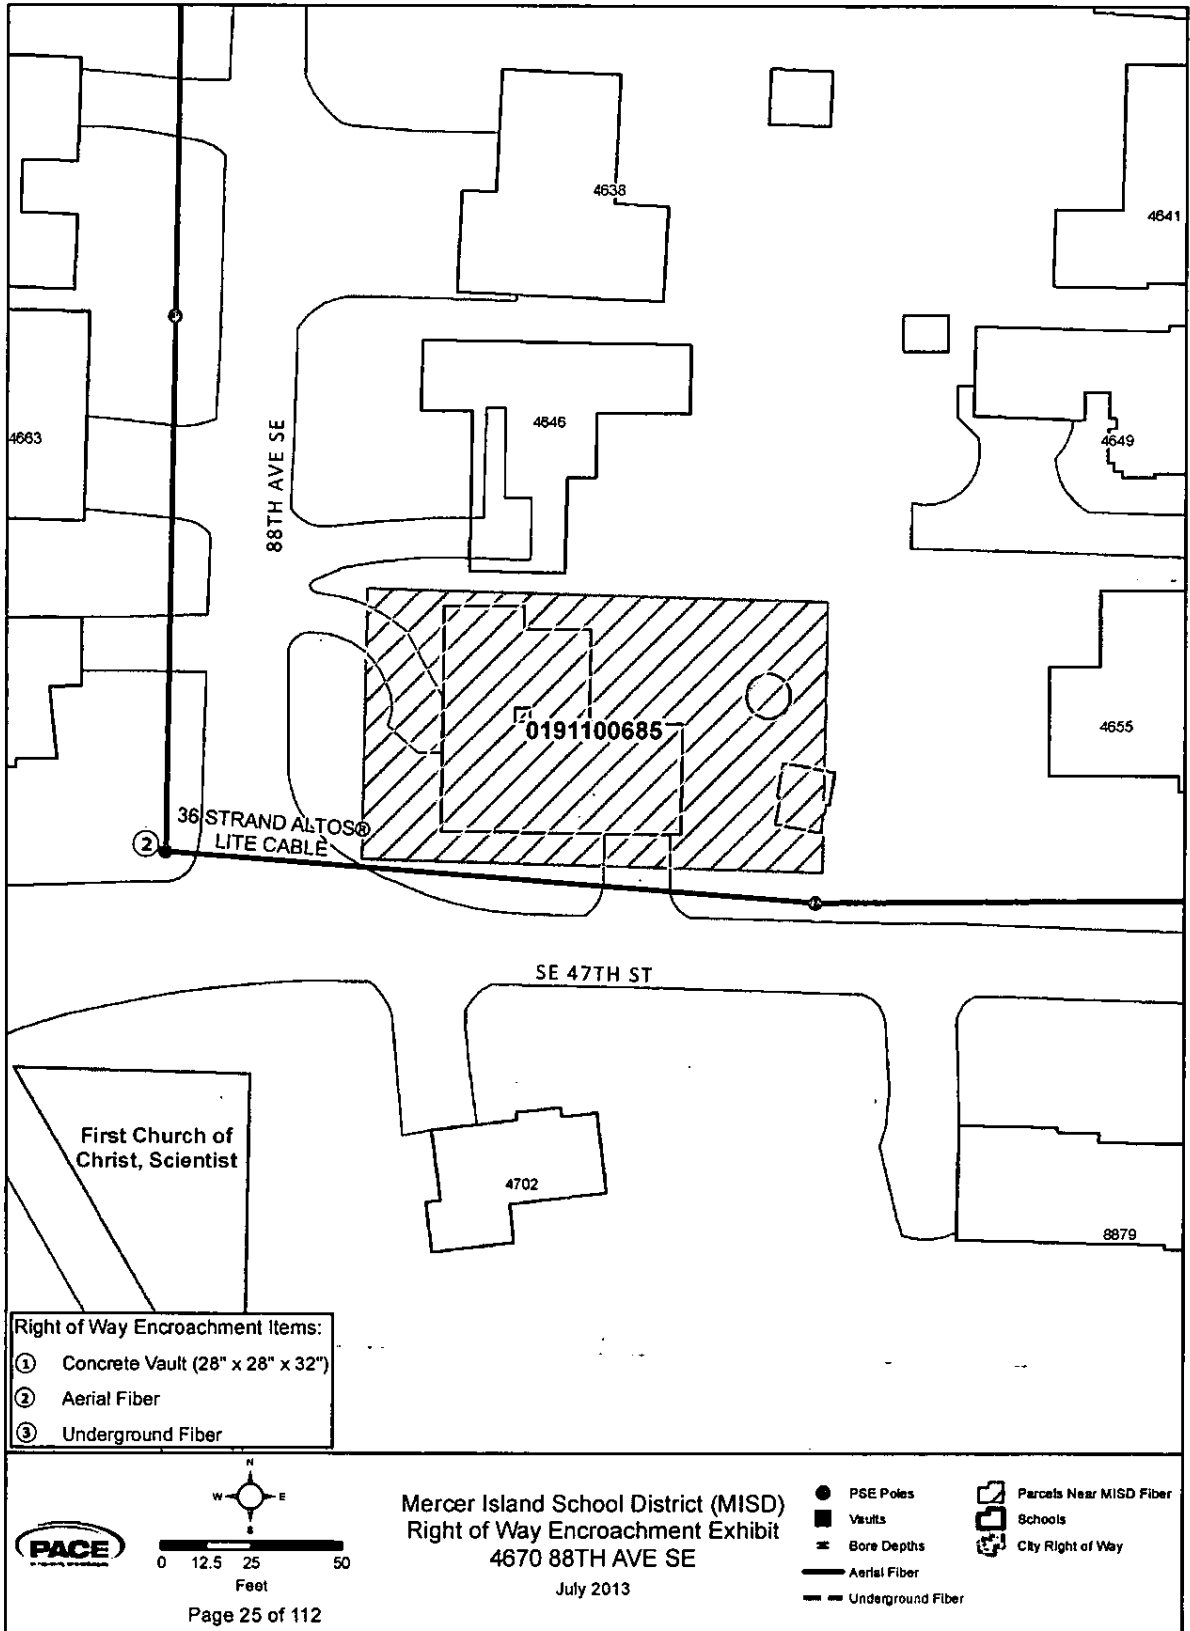 4638
4641
4646
4663
4649
88TH AVE SE
0191100685
4655
36 STRAND ALTOS®
LITE CABLE
2
SE 47TH ST
First Church of
Christ, Scientist
4702
8879
Right of Way Encroachment Items:
1 Concrete Vault (28" x 28" x 32")
2 Aerial Fiber
3 Underground Fiber
N
W E
S
PACE
0 12.5 25 50
Feet
Page 25 of 112
Mercer Island School District (MISD)
Right of Way Encroachment Exhibit
4670 88TH AVE SE
July 2013
PSE Poles
Vaults
Bore Depths
Aerial Fiber
Underground Fiber
Parcels Near MISD Fiber
Schools
City Right of Way